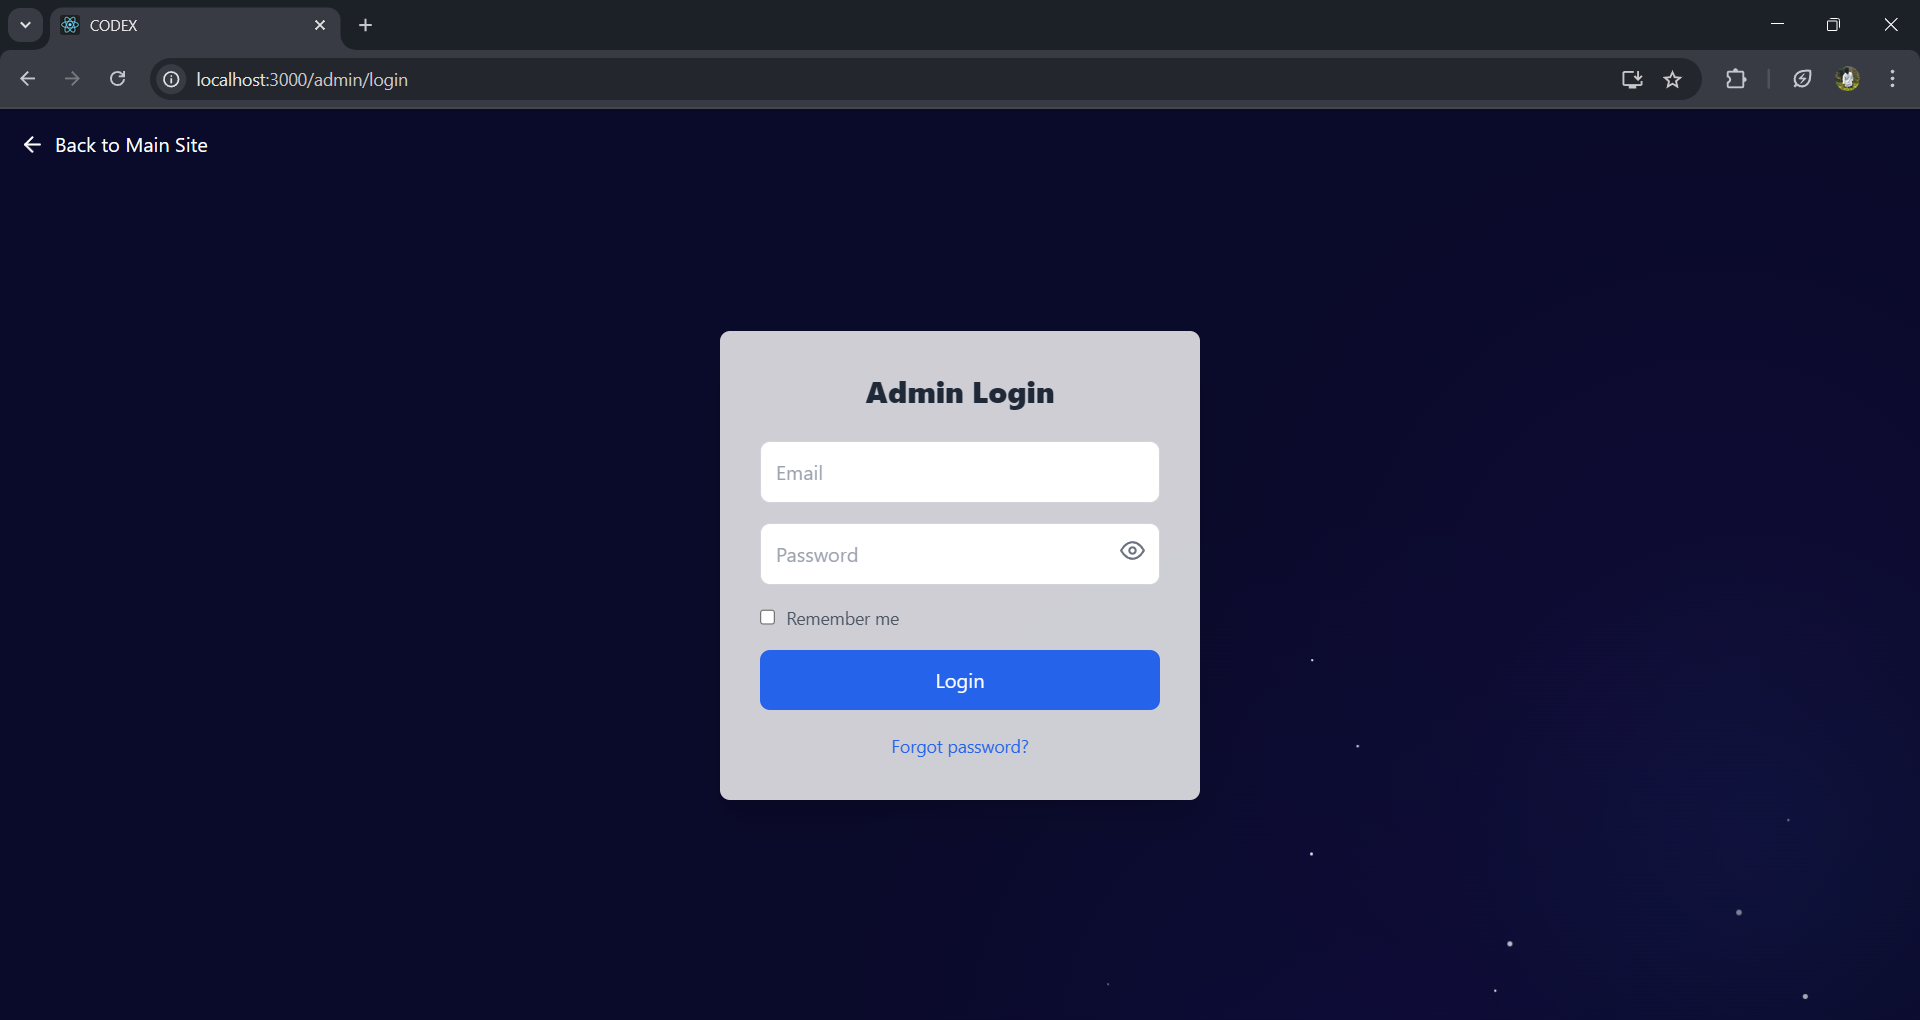 CODEX
localhost:3000/admin/login
Back to Main Site
Admin Login
Email
Password
Remember me
Login
Forgot password?